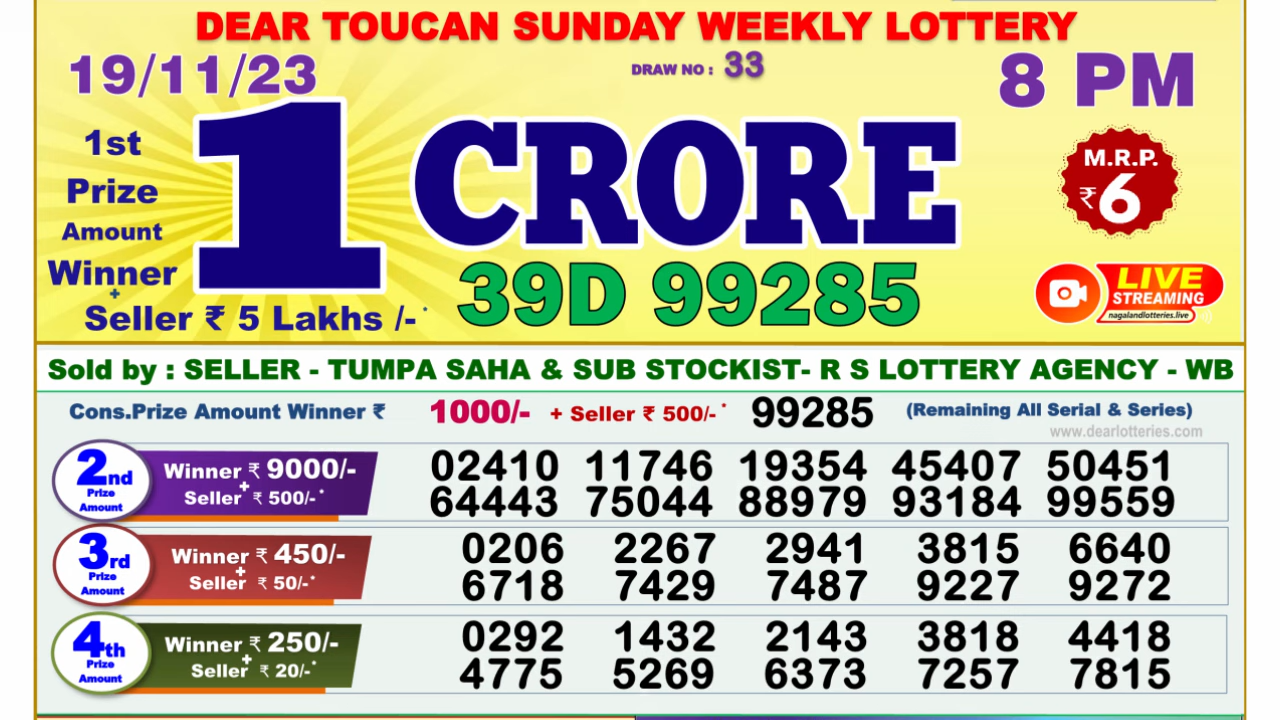 DEAR TOUCAN SUNDAY WEEKLY LOTTERY
19/11/23
DRAW NO : 33
8 PM
1st
Prize
Amount
Winner
+
Seller ₹ 5 Lakhs /-*
1 CRORE
39D 99285
M.R.P.
₹6
LIVE
STREAMING
nagalandlotteries.live
Sold by : SELLER - TUMPA SAHA & SUB STOCKIST- R S LOTTERY AGENCY - WB
Cons.Prize Amount Winner ₹ 1000/- + Seller ₹ 500/-* 99285 (Remaining All Serial & Series)
www.dearlotteries.com
2nd
Prize
Amount
Winner ₹ 9000/-
+
Seller ₹ 500/-*
02410 11746 19354 45407 50451
64443 75044 88979 93184 99559
3rd
Prize
Amount
Winner ₹ 450/-
+
Seller ₹ 50/-*
0206 2267 2941 3815 6640
6718 7429 7487 9227 9272
4th
Prize
Amount
Winner ₹ 250/-
+
Seller ₹ 20/-*
0292 1432 2143 3818 4418
4775 5269 6373 7257 7815